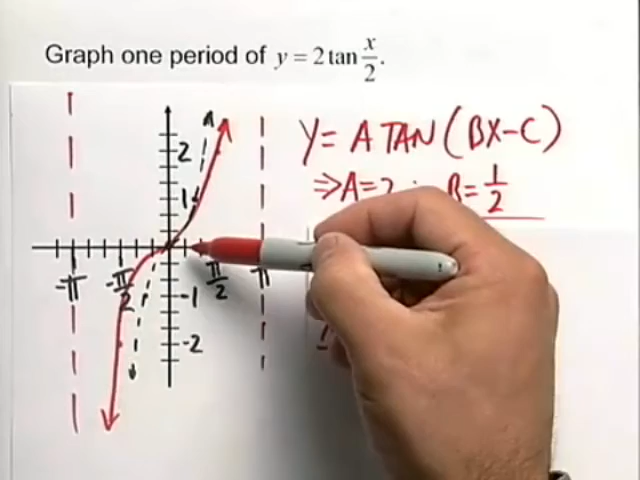 Graph one period of y = 2 tan x/2.
Y = A TAN (BX-C)
⇒ A=2 B = 1/2
2
1
-π -π/2 π/2 π
-1
-2